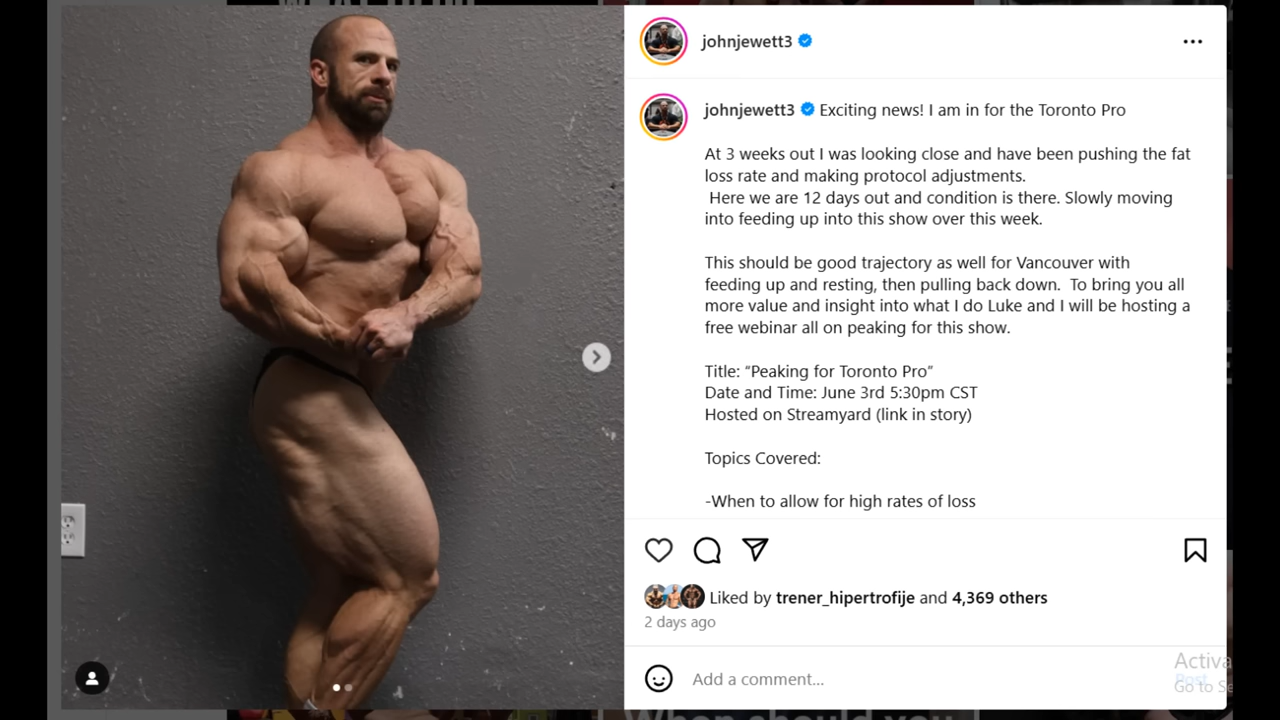 johnjewett3
johnjewett3 Exciting news! I am in for the Toronto Pro
At 3 weeks out I was looking close and have been pushing the fat
loss rate and making protocol adjustments.
Here we are 12 days out and condition is there. Slowly moving
into feeding up into this show over this week.
This should be good trajectory as well for Vancouver with
feeding up and resting, then pulling back down. To bring you all
more value and insight into what I do Luke and I will be hosting a
free webinar all on peaking for this show.
Title: "Peaking for Toronto Pro"
Date and Time: June 3rd 5:30pm CST
Hosted on Streamyard (link in story)
Topics Covered:
-When to allow for high rates of loss
Liked by trener_hipertrofije and 4,369 others
2 days ago
Add a comment...
Post
Activa
Go to Se
When should you